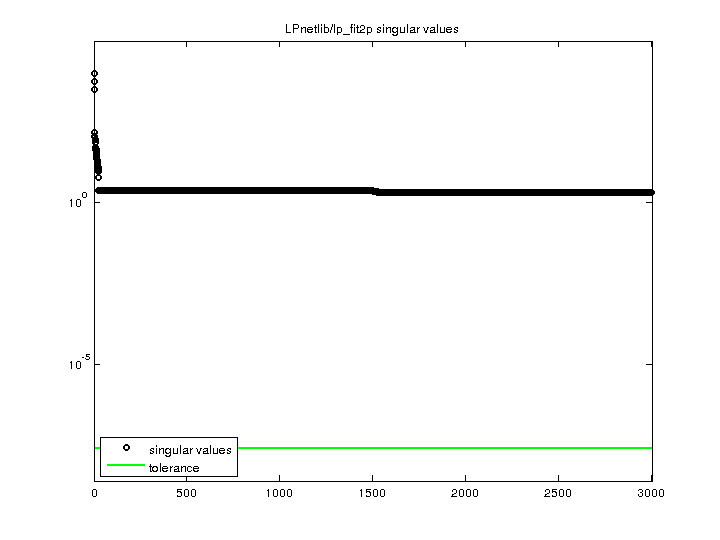 LPnetlib/lp_fit2p singular values
10^0
10^-5
singular values
tolerance
0 500 1000 1500 2000 2500 3000